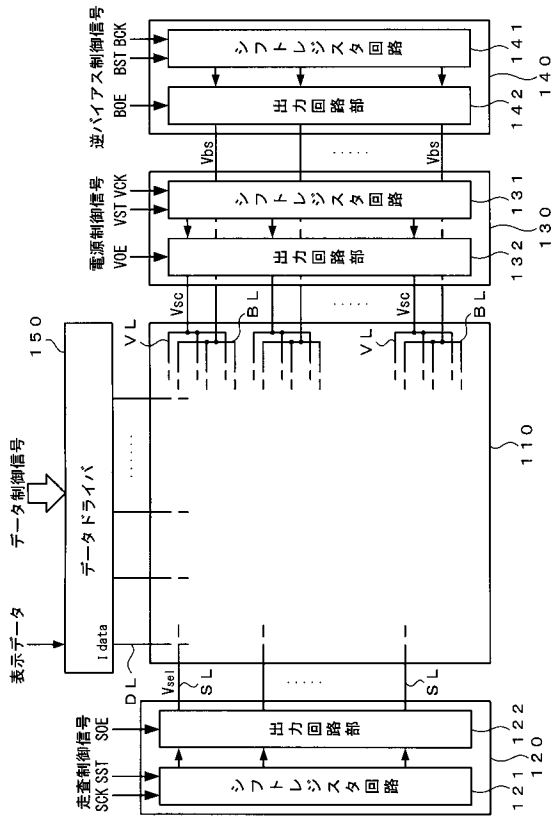 表示データ
データ制御信号
150
データドライバ
I data
DL
走査制御信号
SCK SST
SOE
シフトレジスタ回路
出力回路部
121
122
120
Vsel
SL
SL
VL
BL
VL
BL
110
電源制御信号
VOE
VST VCK
出力回路部
シフトレジスタ回路
132
131
130
Vsc
Vsc
逆バイアス制御信号
BOE
BST BCK
出力回路部
シフトレジスタ回路
142
141
140
Vbs
Vbs